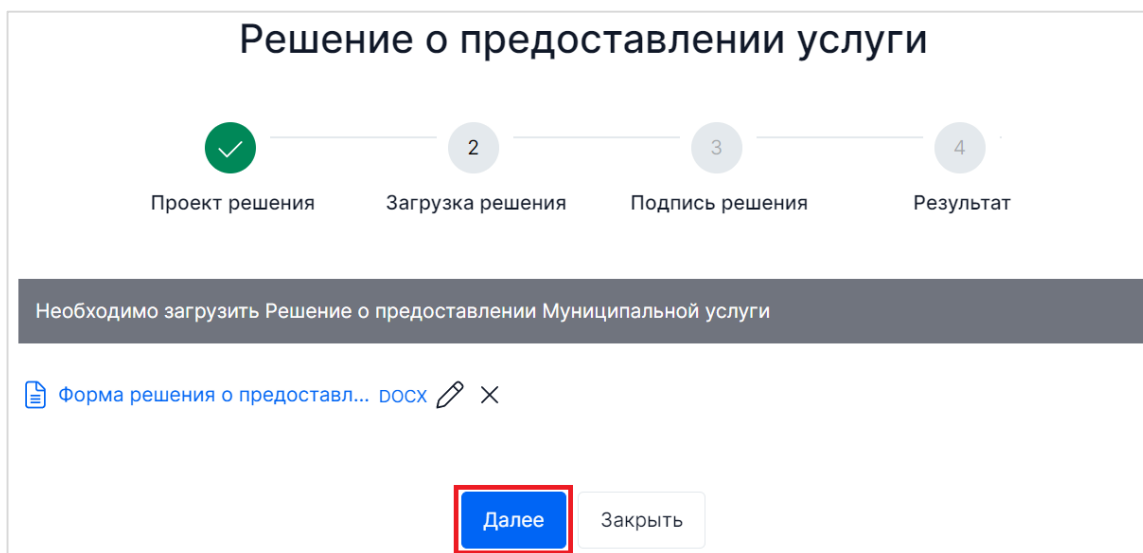 Решение о предоставлении услуги
2 3 4
Проект решения Загрузка решения Подпись решения Результат
Необходимо загрузить Решение о предоставлении Муниципальной услуги
Форма решения о предоставл... DOCX
Далее Закрыть